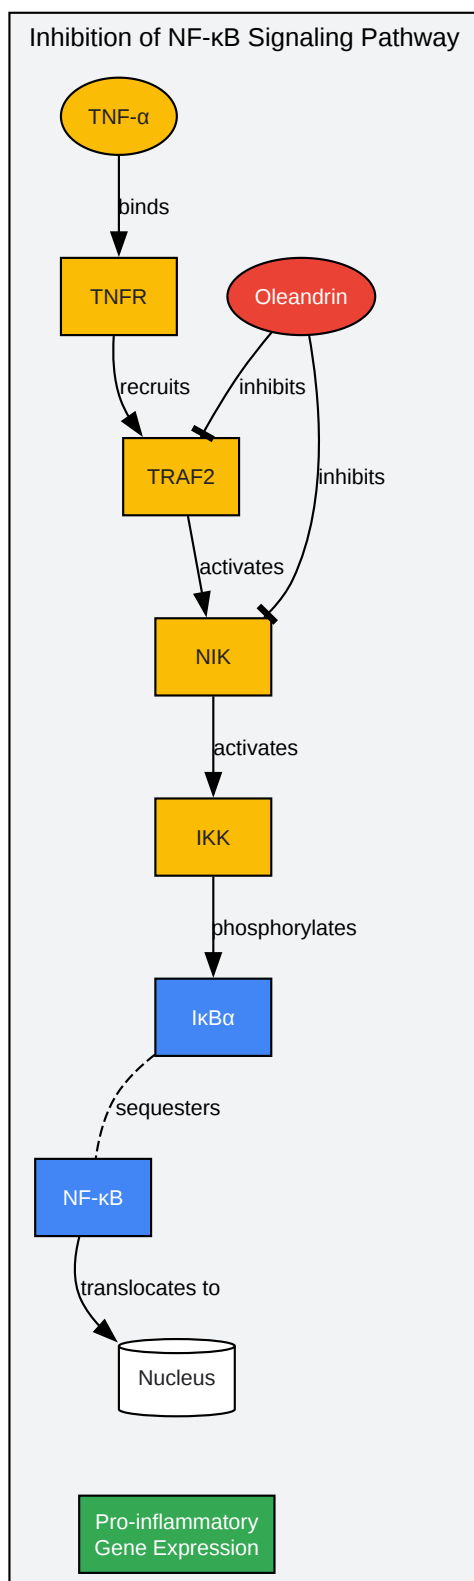 Inhibition of NF-κB Signaling Pathway
TNF-α
binds
TNFR
Oleandrin
recruits
inhibits
TRAF2
inhibits
activates
NIK
activates
IKK
phosphorylates
IκBα
sequesters
NF-κB
translocates to
Nucleus
Pro-inflammatory
Gene Expression